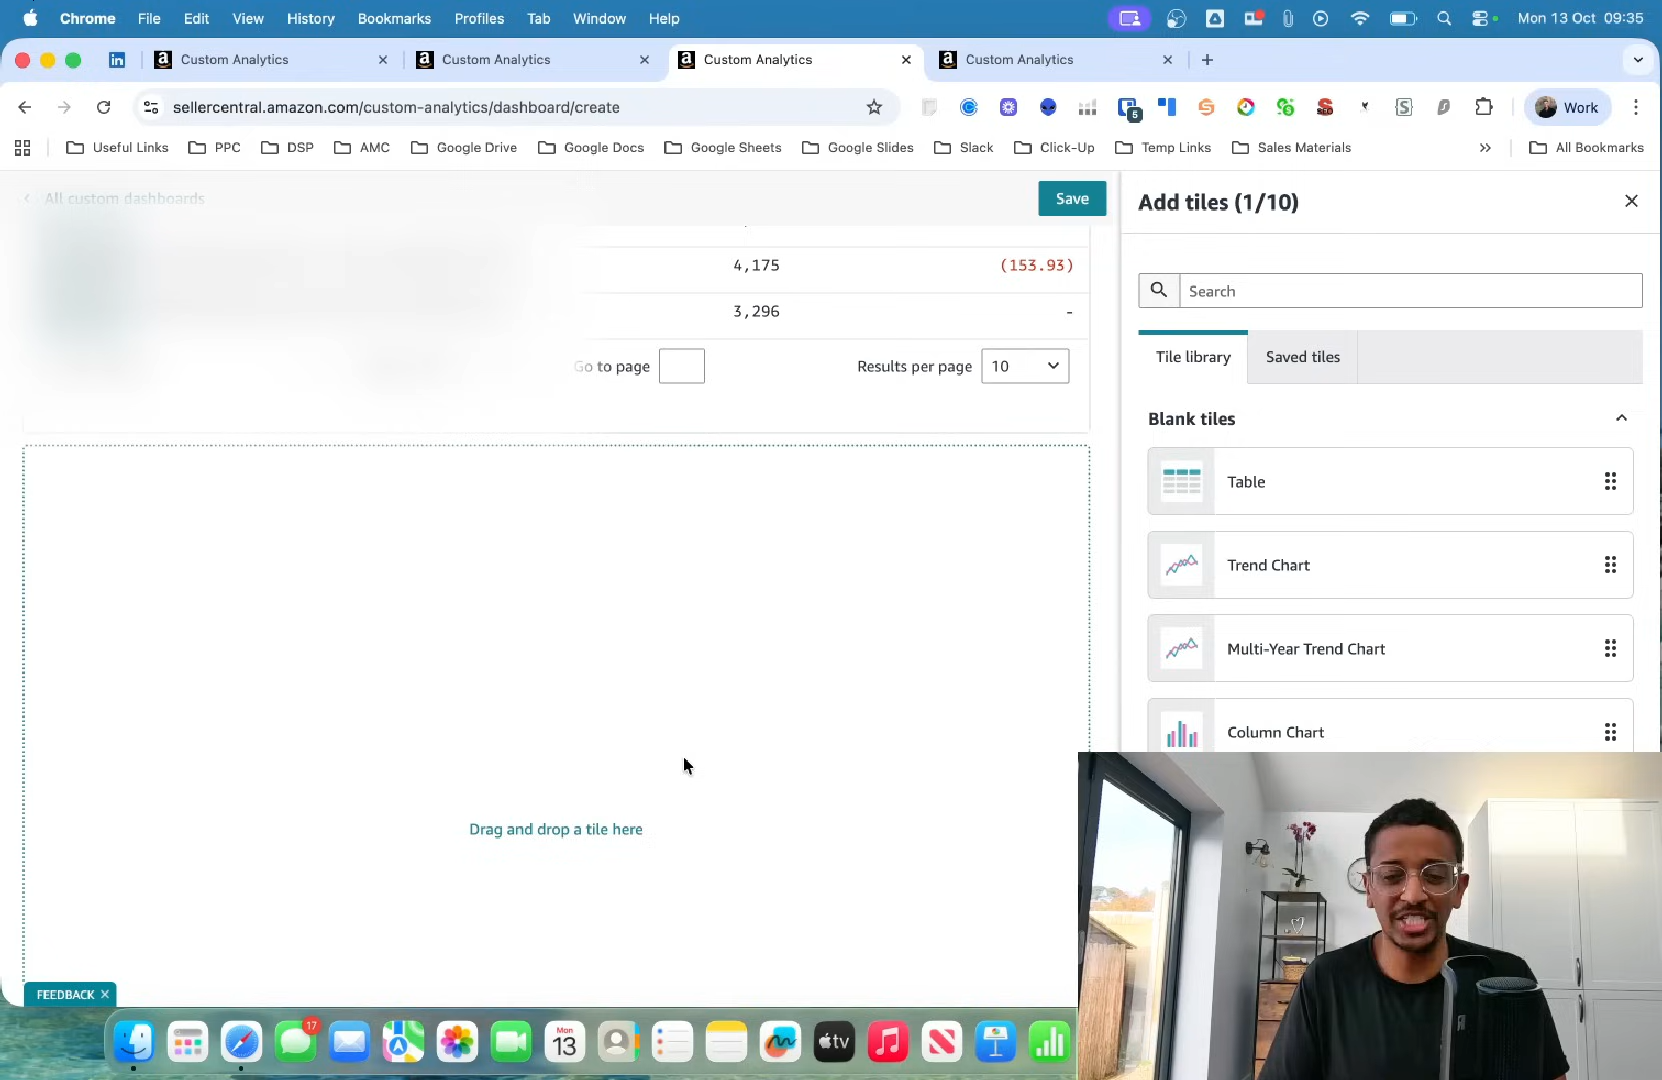 Chrome File Edit View History Bookmarks Profiles Tab Window Help Mon 13 Oct 09:35
Custom Analytics Custom Analytics Custom Analytics Custom Analytics
sellercentral.amazon.com/custom-analytics/dashboard/create Work
Useful Links PPC DSP AMC Google Drive Google Docs Google Sheets Google Slides Slack Click-Up Temp Links Sales Materials All Bookmarks
All custom dashboards
Save
4,175 (153.93)
3,296 -
Go to page Results per page 10
Drag and drop a tile here
FEEDBACK
Add tiles (1/10)
Search
Tile library Saved tiles
Blank tiles
Table
Trend Chart
Multi-Year Trend Chart
Column Chart
17
Mon
13
tv